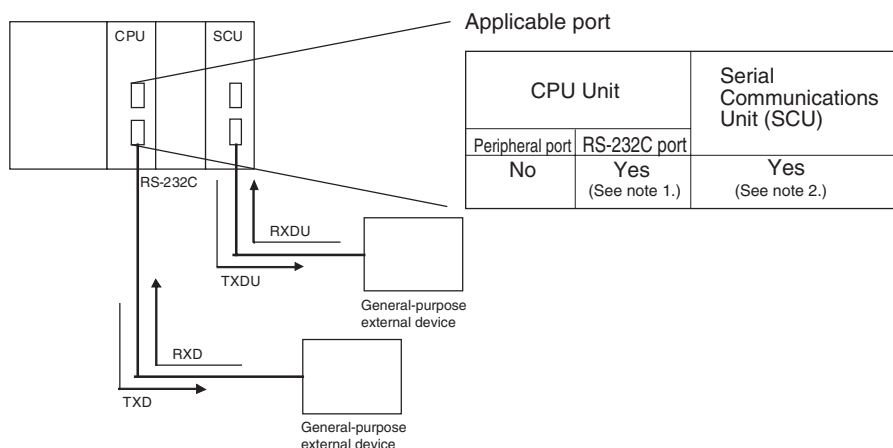 Applicable port
CPU
SCU
CPU Unit
Serial
Communications
Unit (SCU)
Peripheral port
RS-232C port
No
Yes
(See note 1.)
Yes
(See note 2.)
RS-232C
RXDU
TXDU
General-purpose
external device
RXD
TXD
General-purpose
external device